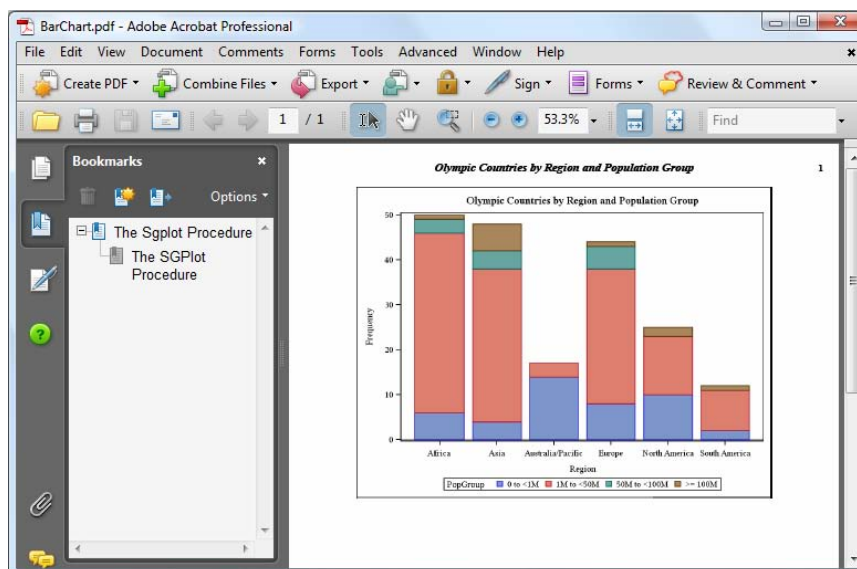 BarChart.pdf - Adobe Acrobat Professional
File Edit View Document Comments Forms Tools Advanced Window Help
Create PDF Combine Files Export Sign Forms Review & Comment
1 / 1 53.3% Find
Bookmarks
Options
The Sgplot Procedure
The SGPlot
Procedure
Olympic Countries by Region and Population Group 1
Olympic Countries by Region and Population Group
Frequency
50
40
30
20
10
0
Africa Asia Australia/Pacific Europe North America South America
Region
PopGroup 0 to <1M 1M to <50M 50M to <100M >= 100M